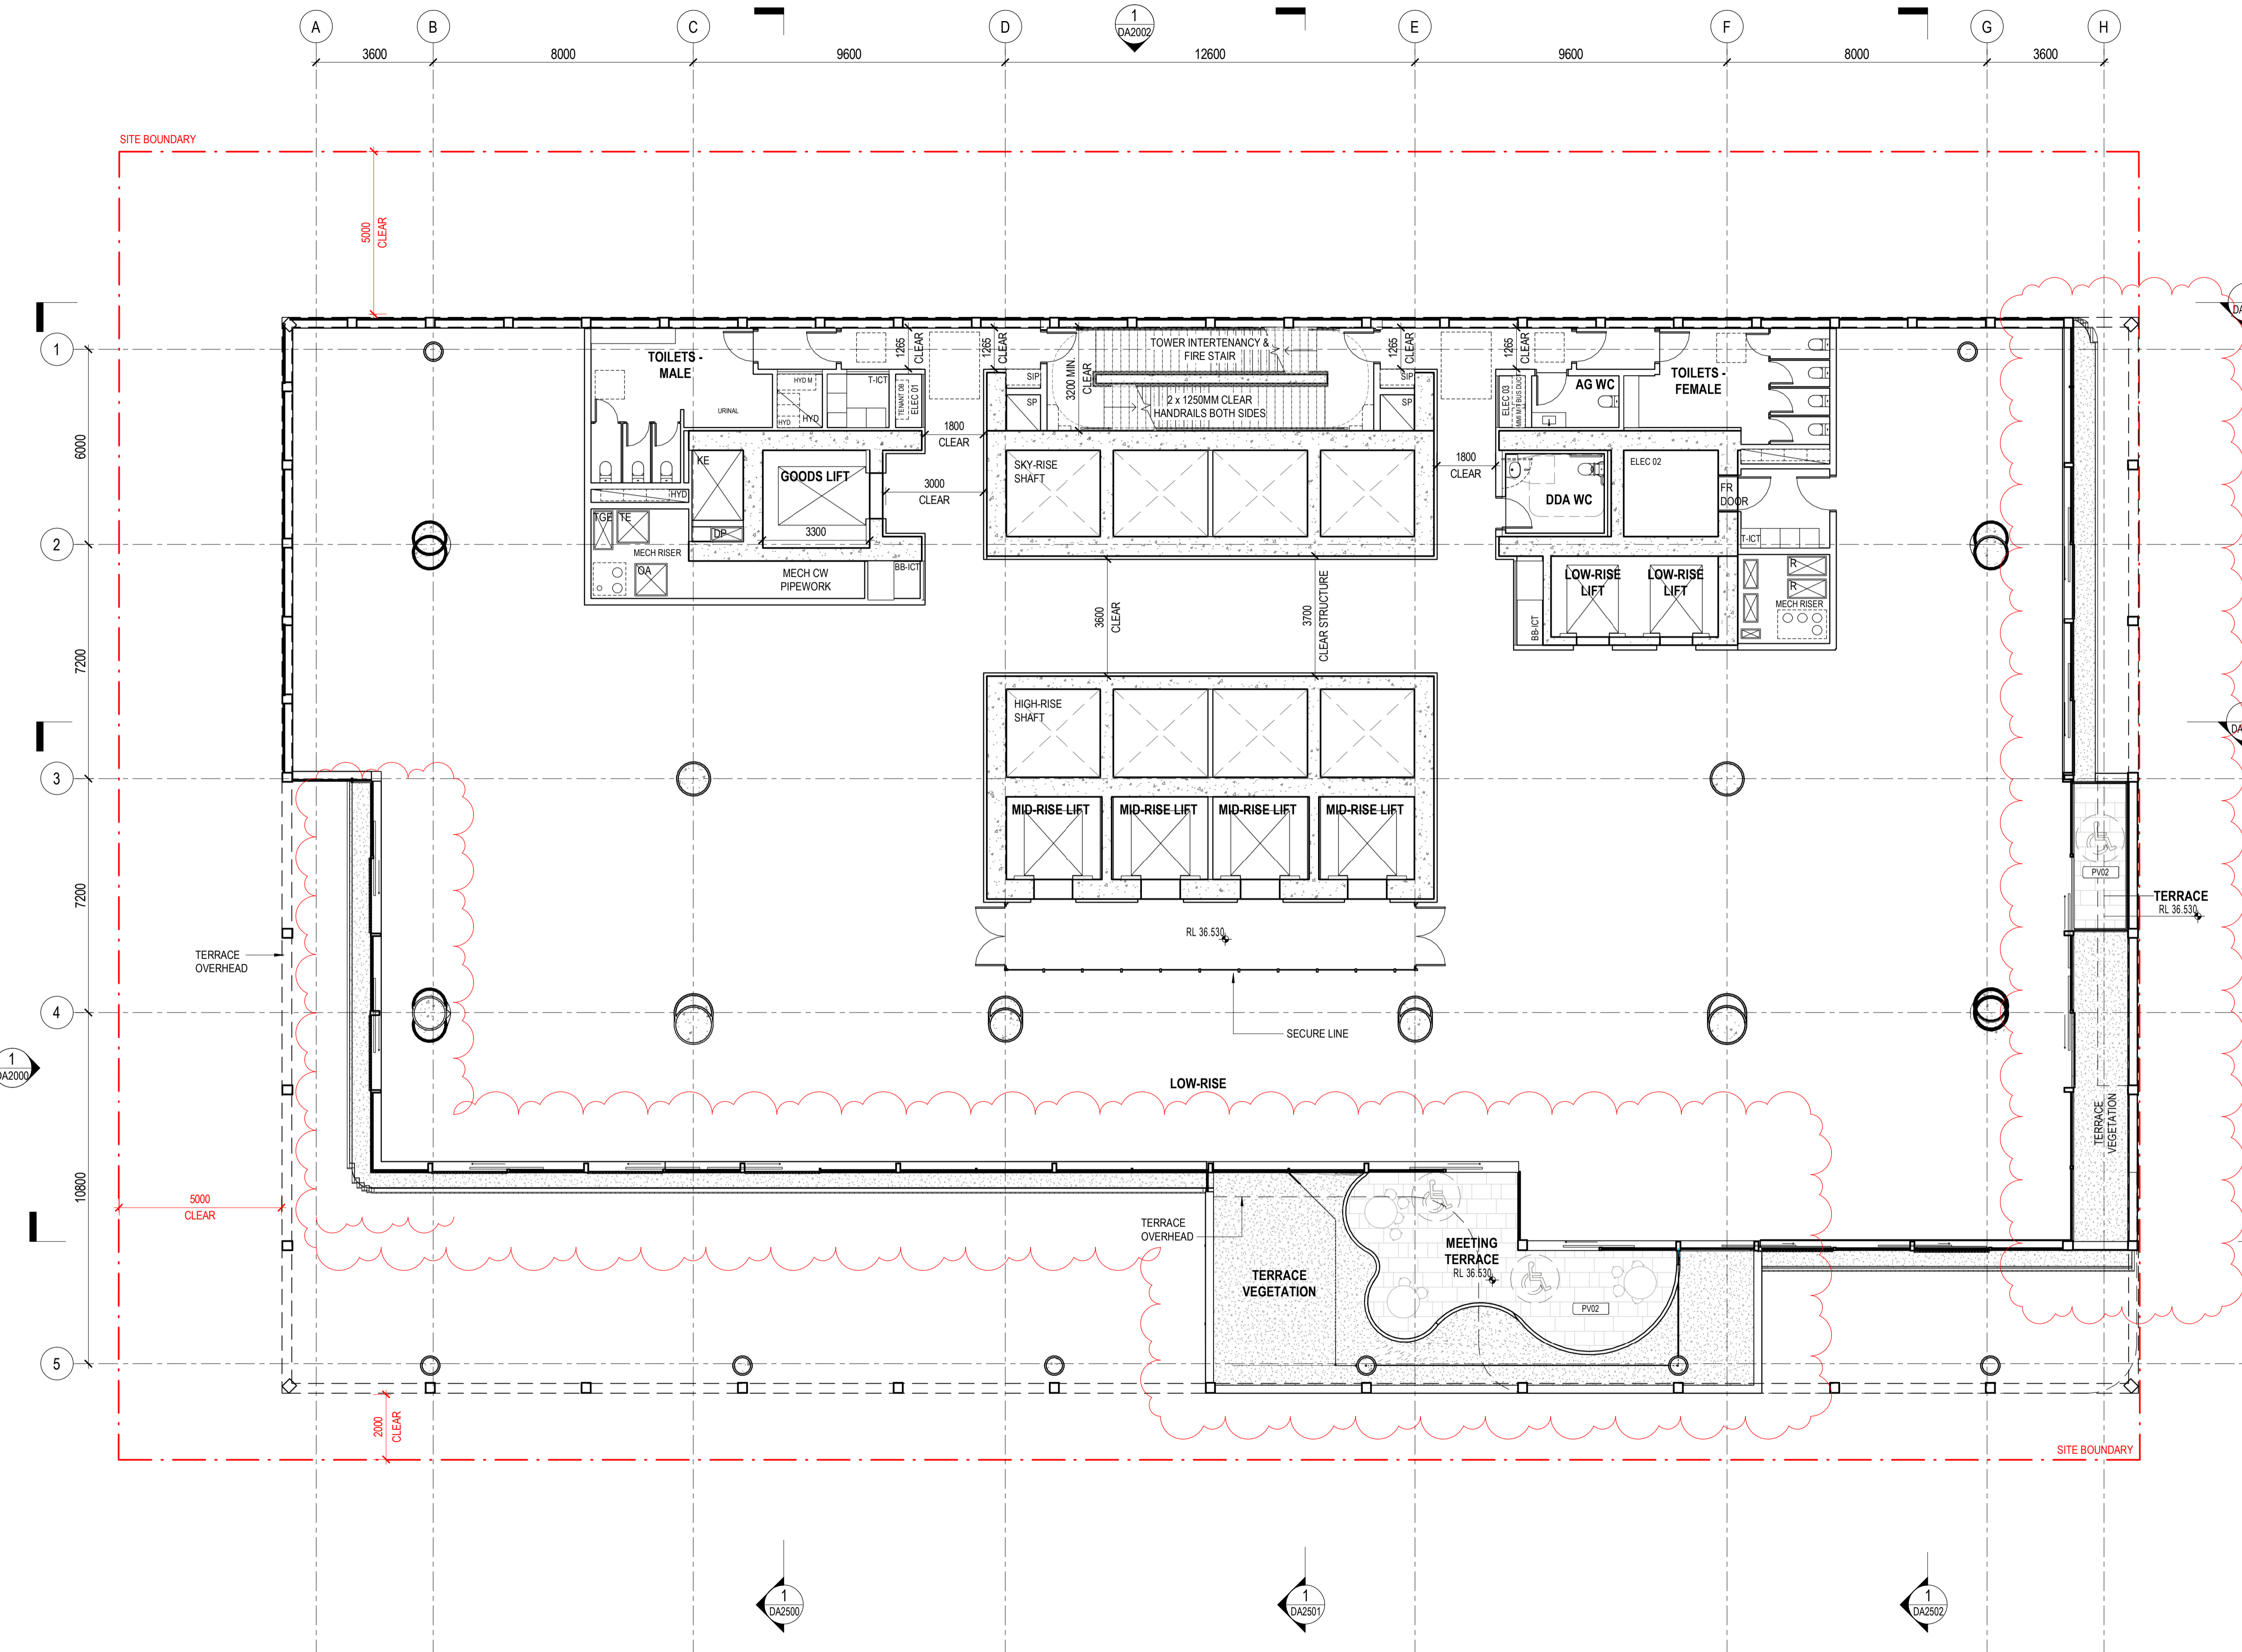 A
B
C
D
1
DA2002
E
F
G
H
3600
8000
9600
12600
9600
8000
3600
SITE BOUNDARY
5000
CLEAR
1
TOILETS -
MALE
1265
CLEAR
1265
CLEAR
3200 MIN.
CLEAR
TOWER INTERTENANCY &
FIRE STAIR
2 x 1250MM CLEAR
HANDRAILS BOTH SIDES
1265
CLEAR
1265
CLEAR
AG WC
TOILETS -
FEMALE
HYD M
HYD
HYD
T-ICT
TENANT DB
ELEC 01
SIP
SP
SIP
SP
ELEC 03
URINAL
1800
CLEAR
6000
KE
GOODS LIFT
SKY-RISE
SHAFT
1800
CLEAR
ELEC 02
3000
CLEAR
DDA WC
FR
DOOR
HYD
TGE
TE
DP
3300
2
MECH RISER
T-ICT
OA
MECH CW
PIPEWORK
BB-ICT
LOW-RISE
LIFT
LOW-RISE
LIFT
R
R
MECH RISER
BB-ICT
3600
CLEAR
3700
CLEAR STRUCTURE
7200
HIGH-RISE
SHAFT
3
MID-RISE LIFT
MID-RISE LIFT
MID-RISE LIFT
MID-RISE LIFT
PV02
7200
TERRACE
RL 36.530
RL 36.530
TERRACE
OVERHEAD
4
SECURE LINE
1
DA2000
LOW-RISE
TERRACE
VEGETATION
10800
5000
CLEAR
TERRACE
OVERHEAD
MEETING
TERRACE
RL 36.530
TERRACE
VEGETATION
PV02
5
2000
CLEAR
SITE BOUNDARY
1
DA2500
1
DA2501
1
DA2502